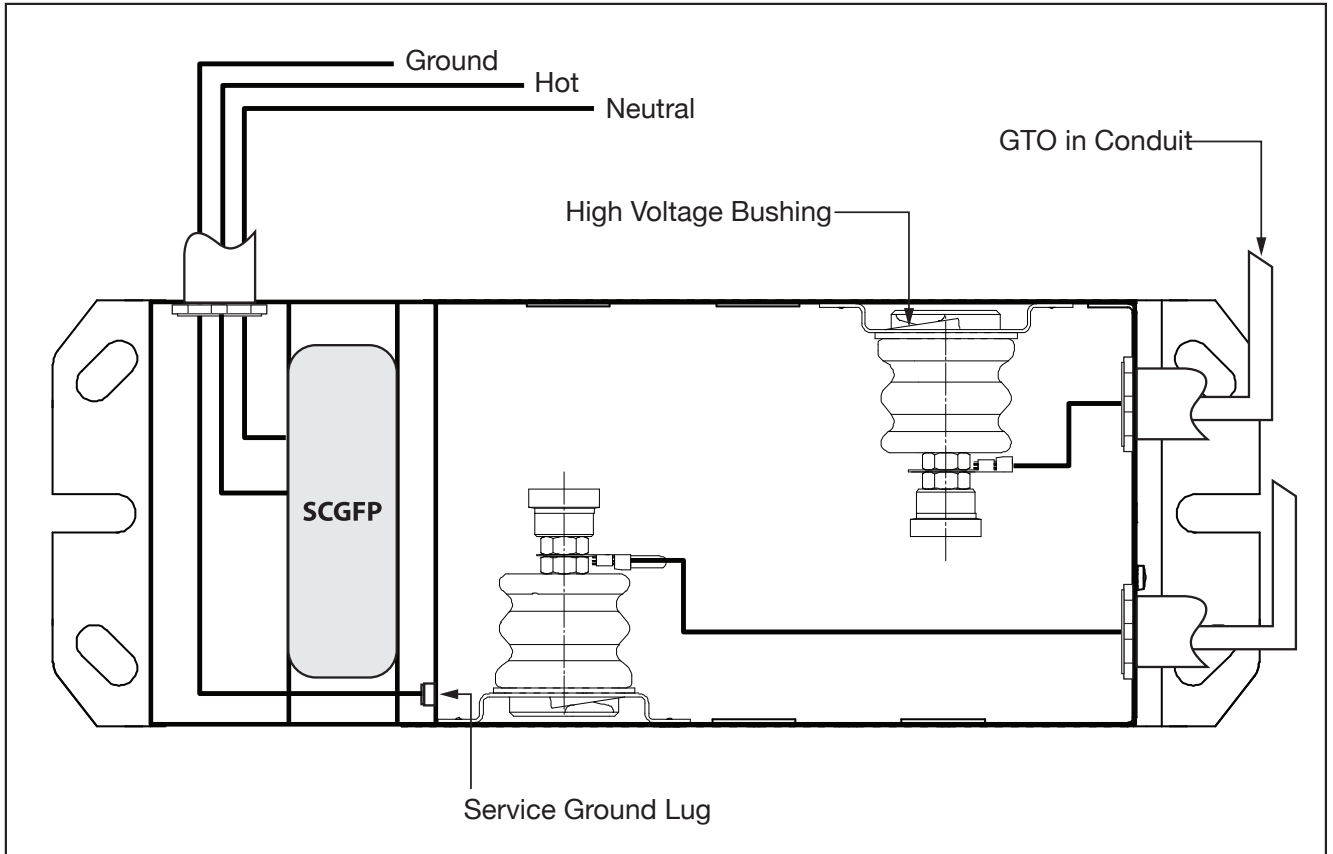 Ground
Hot
Neutral
GTO in Conduit
High Voltage Bushing
SCGFP
Service Ground Lug